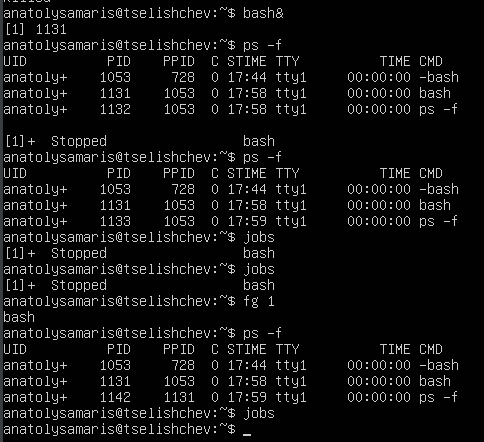 Killed
anatolysamaris@tselishchev:~$ bash&
[1] 1131
anatolysamaris@tselishchev:~$ ps -f
UID          PID    PPID  C STIME TTY          TIME CMD
anatoly+    1053     728  0 17:44 tty1     00:00:00 -bash
anatoly+    1131    1053  0 17:58 tty1     00:00:00 bash
anatoly+    1132    1053  0 17:58 tty1     00:00:00 ps -f

[1]+  Stopped                 bash
anatolysamaris@tselishchev:~$ ps -f
UID          PID    PPID  C STIME TTY          TIME CMD
anatoly+    1053     728  0 17:44 tty1     00:00:00 -bash
anatoly+    1131    1053  0 17:58 tty1     00:00:00 bash
anatoly+    1133    1053  0 17:59 tty1     00:00:00 ps -f
anatolysamaris@tselishchev:~$ jobs
[1]+  Stopped                 bash
anatolysamaris@tselishchev:~$ jobs
[1]+  Stopped                 bash
anatolysamaris@tselishchev:~$ fg 1
bash
anatolysamaris@tselishchev:~$ ps -f
UID          PID    PPID  C STIME TTY          TIME CMD
anatoly+    1053     728  0 17:44 tty1     00:00:00 -bash
anatoly+    1131    1053  0 17:58 tty1     00:00:00 bash
anatoly+    1142    1131  0 17:59 tty1     00:00:00 ps -f
anatolysamaris@tselishchev:~$ jobs
anatolysamaris@tselishchev:~$ _